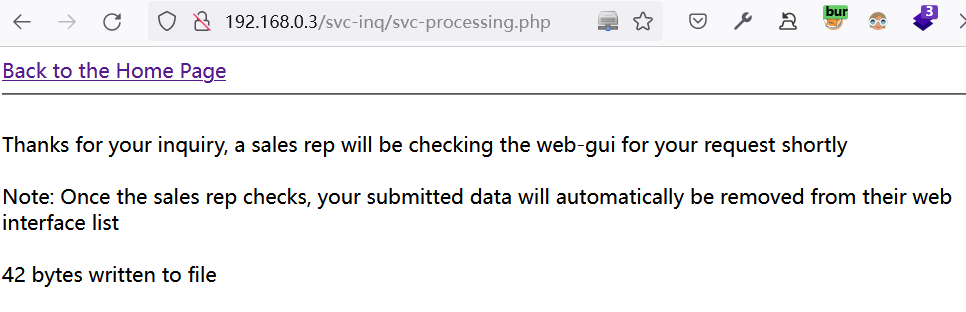 192.168.0.3/svc-inq/svc-processing.php
bur
3
Back to the Home Page
Thanks for your inquiry, a sales rep will be checking the web-gui for your request shortly
Note: Once the sales rep checks, your submitted data will automatically be removed from their web
interface list
42 bytes written to file